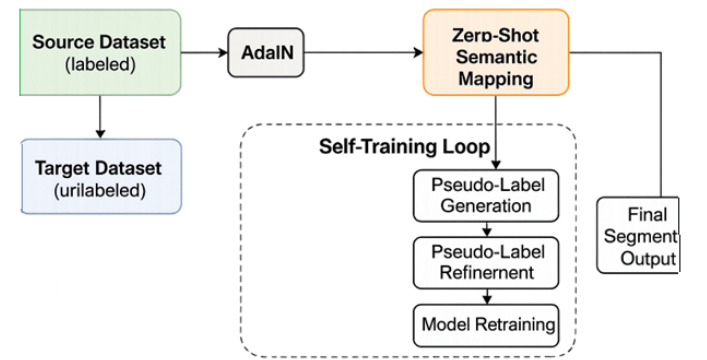 Source Dataset
(labeled)
AdaIN
Zero-Shot
Semantic
Mapping
Target Dataset
(urilabeled)
Self-Training Loop
Pseudo-Label
Generation
Pseudo-Label
Refinernent
Model Retraining
Final
Segment
Output